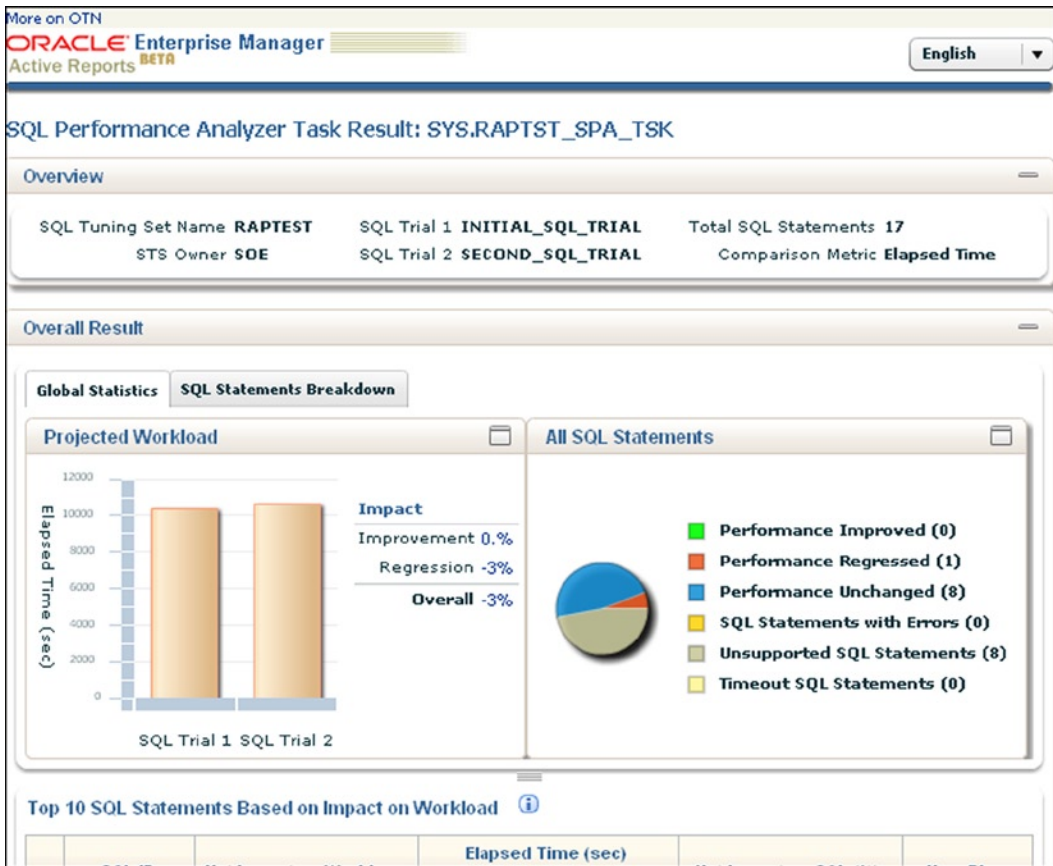 More on OTN
ORACLE Enterprise Manager
Active Reports BETA
English
SQL Performance Analyzer Task Result: SYS.RAPTST_SPA_TSK
Overview
SQL Tuning Set Name RAPTEST SQL Trial 1 INITIAL_SQL_TRIAL Total SQL Statements 17
STS Owner SOE SQL Trial 2 SECOND_SQL_TRIAL Comparison Metric Elapsed Time
Overall Result
Global Statistics SQL Statements Breakdown
Projected Workload
Elapsed Time (sec)
12000
10000
8000
6000
4000
2000
0
SQL Trial 1 SQL Trial 2
Impact
Improvement 0.%
Regression -3%
Overall -3%
All SQL Statements
Performance Improved (0)
Performance Regressed (1)
Performance Unchanged (8)
SQL Statements with Errors (0)
Unsupported SQL Statements (8)
Timeout SQL Statements (0)
Top 10 SQL Statements Based on Impact on Workload
Elapsed Time (sec)